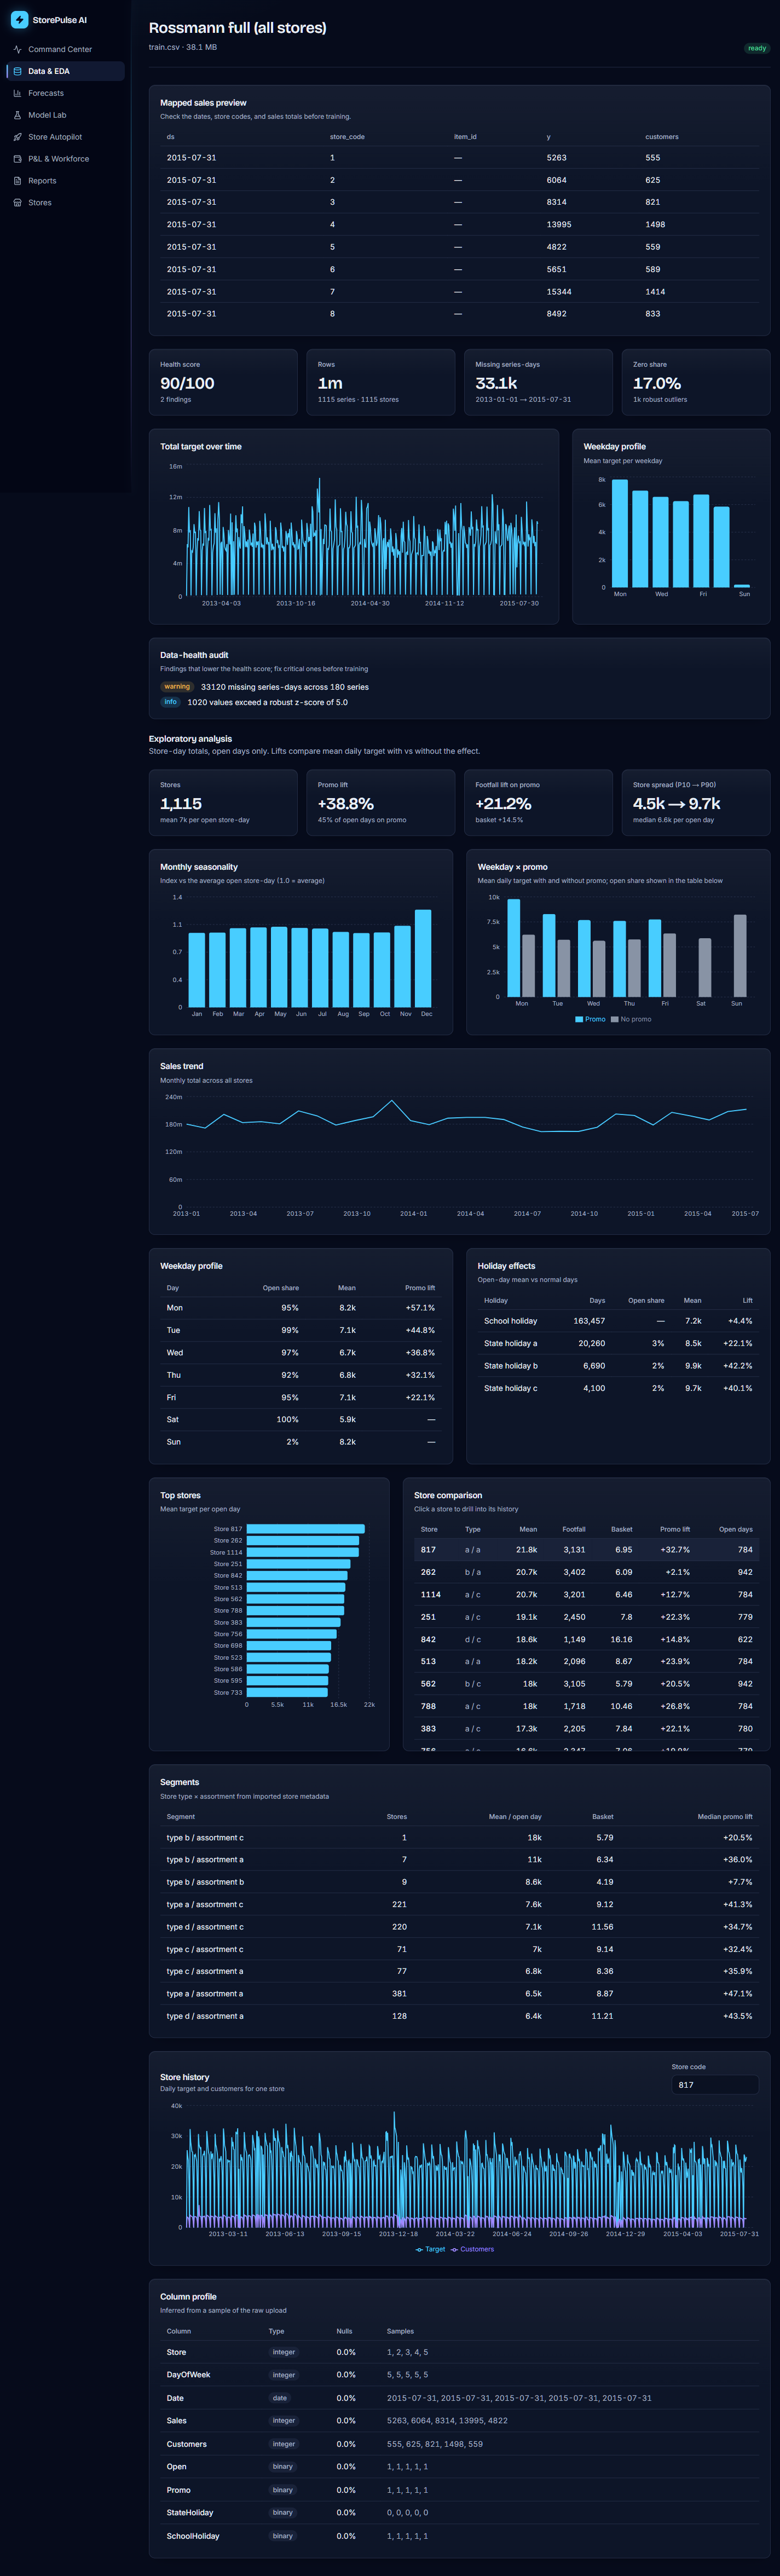 StorePulse AI
Command Center
Data & EDA
Forecasts
Model Lab
Store Autopilot
P&L & Workforce
Reports
Stores
Rossmann full (all stores)
train.csv · 38.1 MB
ready
Mapped sales preview
Check the dates, store codes, and sales totals before training.
ds store_code item_id y customers
2015-07-31 1 — 5263 555
2015-07-31 2 — 6064 625
2015-07-31 3 — 8314 821
2015-07-31 4 — 13995 1498
2015-07-31 5 — 4822 559
2015-07-31 6 — 5651 589
2015-07-31 7 — 15344 1414
2015-07-31 8 — 8492 833
Health score
90/100
2 findings
Rows
1m
1115 series · 1115 stores
Missing series-days
33.1k
2013-01-01 → 2015-07-31
Zero share
17.0%
1k robust outliers
Total target over time
16m
12m
8m
4m
0
2013-04-03 2013-10-16 2014-04-30 2014-11-12 2015-07-30
Weekday profile
Mean target per weekday
8k
6k
4k
2k
0
Mon Wed Fri Sun
Data-health audit
Findings that lower the health score; fix critical ones before training
warning 33120 missing series-days across 180 series
info 1020 values exceed a robust z-score of 5.0
Exploratory analysis
Store-day totals, open days only. Lifts compare mean daily target with vs without the effect.
Stores
1,115
mean 7k per open store-day
Promo lift
+38.8%
45% of open days on promo
Footfall lift on promo
+21.2%
basket +14.5%
Store spread (P10 → P90)
4.5k → 9.7k
median 6.6k per open day
Monthly seasonality
Index vs the average open store-day (1.0 = average)
1.4
1.1
0.7
0.4
0
Jan Feb Mar Apr May Jun Jul Aug Sep Oct Nov Dec
Weekday × promo
Mean daily target with and without promo; open share shown in the table below
10k
7.5k
5k
2.5k
0
Mon Tue Wed Thu Fri Sat Sun
Promo No promo
Sales trend
Monthly total across all stores
240m
180m
120m
60m
0
2013-01 2013-04 2013-07 2013-10 2014-01 2014-04 2014-07 2014-10 2015-01 2015-04 2015-07
Weekday profile
Day Open share Mean Promo lift
Mon 95% 8.2k +57.1%
Tue 99% 7.1k +44.8%
Wed 97% 6.7k +36.8%
Thu 92% 6.8k +32.1%
Fri 95% 7.1k +22.1%
Sat 100% 5.9k —
Sun 2% 8.2k —
Holiday effects
Open-day mean vs normal days
Holiday Days Open share Mean Lift
School holiday 163,457 — 7.2k +4.4%
State holiday a 20,260 3% 8.5k +22.1%
State holiday b 6,690 2% 9.9k +42.2%
State holiday c 4,100 2% 9.7k +40.1%
Top stores
Mean target per open day
Store 817
Store 262
Store 1114
Store 251
Store 842
Store 513
Store 562
Store 788
Store 383
Store 756
Store 698
Store 523
Store 586
Store 595
Store 733
0 5.5k 11k 16.5k 22k
Store comparison
Click a store to drill into its history
Store Type Mean Footfall Basket Promo lift Open days
817 a / a 21.8k 3,131 6.95 +32.7% 784
262 b / a 20.7k 3,402 6.09 +2.1% 942
1114 a / c 20.7k 3,201 6.46 +12.7% 784
251 a / c 19.1k 2,450 7.8 +22.3% 779
842 d / c 18.6k 1,149 16.16 +14.8% 622
513 a / a 18.2k 2,096 8.67 +23.9% 784
562 b / c 18k 3,105 5.79 +20.5% 942
788 a / c 18k 1,718 10.46 +26.8% 784
383 a / c 17.3k 2,205 7.84 +22.1% 780
Segments
Store type × assortment from imported store metadata
Segment Stores Mean / open day Basket Median promo lift
type b / assortment c 1 18k 5.79 +20.5%
type b / assortment a 7 11k 6.34 +36.0%
type b / assortment b 9 8.6k 4.19 +7.7%
type a / assortment c 221 7.6k 9.12 +41.3%
type d / assortment c 220 7.1k 11.56 +34.7%
type c / assortment c 71 7k 9.14 +32.4%
type c / assortment a 77 6.8k 8.36 +35.9%
type a / assortment a 381 6.5k 8.87 +47.1%
type d / assortment a 128 6.4k 11.21 +43.5%
Store history
Daily target and customers for one store
Store code
817
40k
30k
20k
10k
0
2013-03-11 2013-06-13 2013-09-15 2013-12-18 2014-03-22 2014-06-24 2014-09-26 2014-12-29 2015-04-03 2015-07-31
Target Customers
Column profile
Inferred from a sample of the raw upload
Column Type Nulls Samples
Store integer 0.0% 1, 2, 3, 4, 5
DayOfWeek integer 0.0% 5, 5, 5, 5, 5
Date date 0.0% 2015-07-31, 2015-07-31, 2015-07-31, 2015-07-31, 2015-07-31
Sales integer 0.0% 5263, 6064, 8314, 13995, 4822
Customers integer 0.0% 555, 625, 821, 1498, 559
Open binary 0.0% 1, 1, 1, 1, 1
Promo binary 0.0% 1, 1, 1, 1, 1
StateHoliday binary 0.0% 0, 0, 0, 0, 0
SchoolHoliday binary 0.0% 1, 1, 1, 1, 1